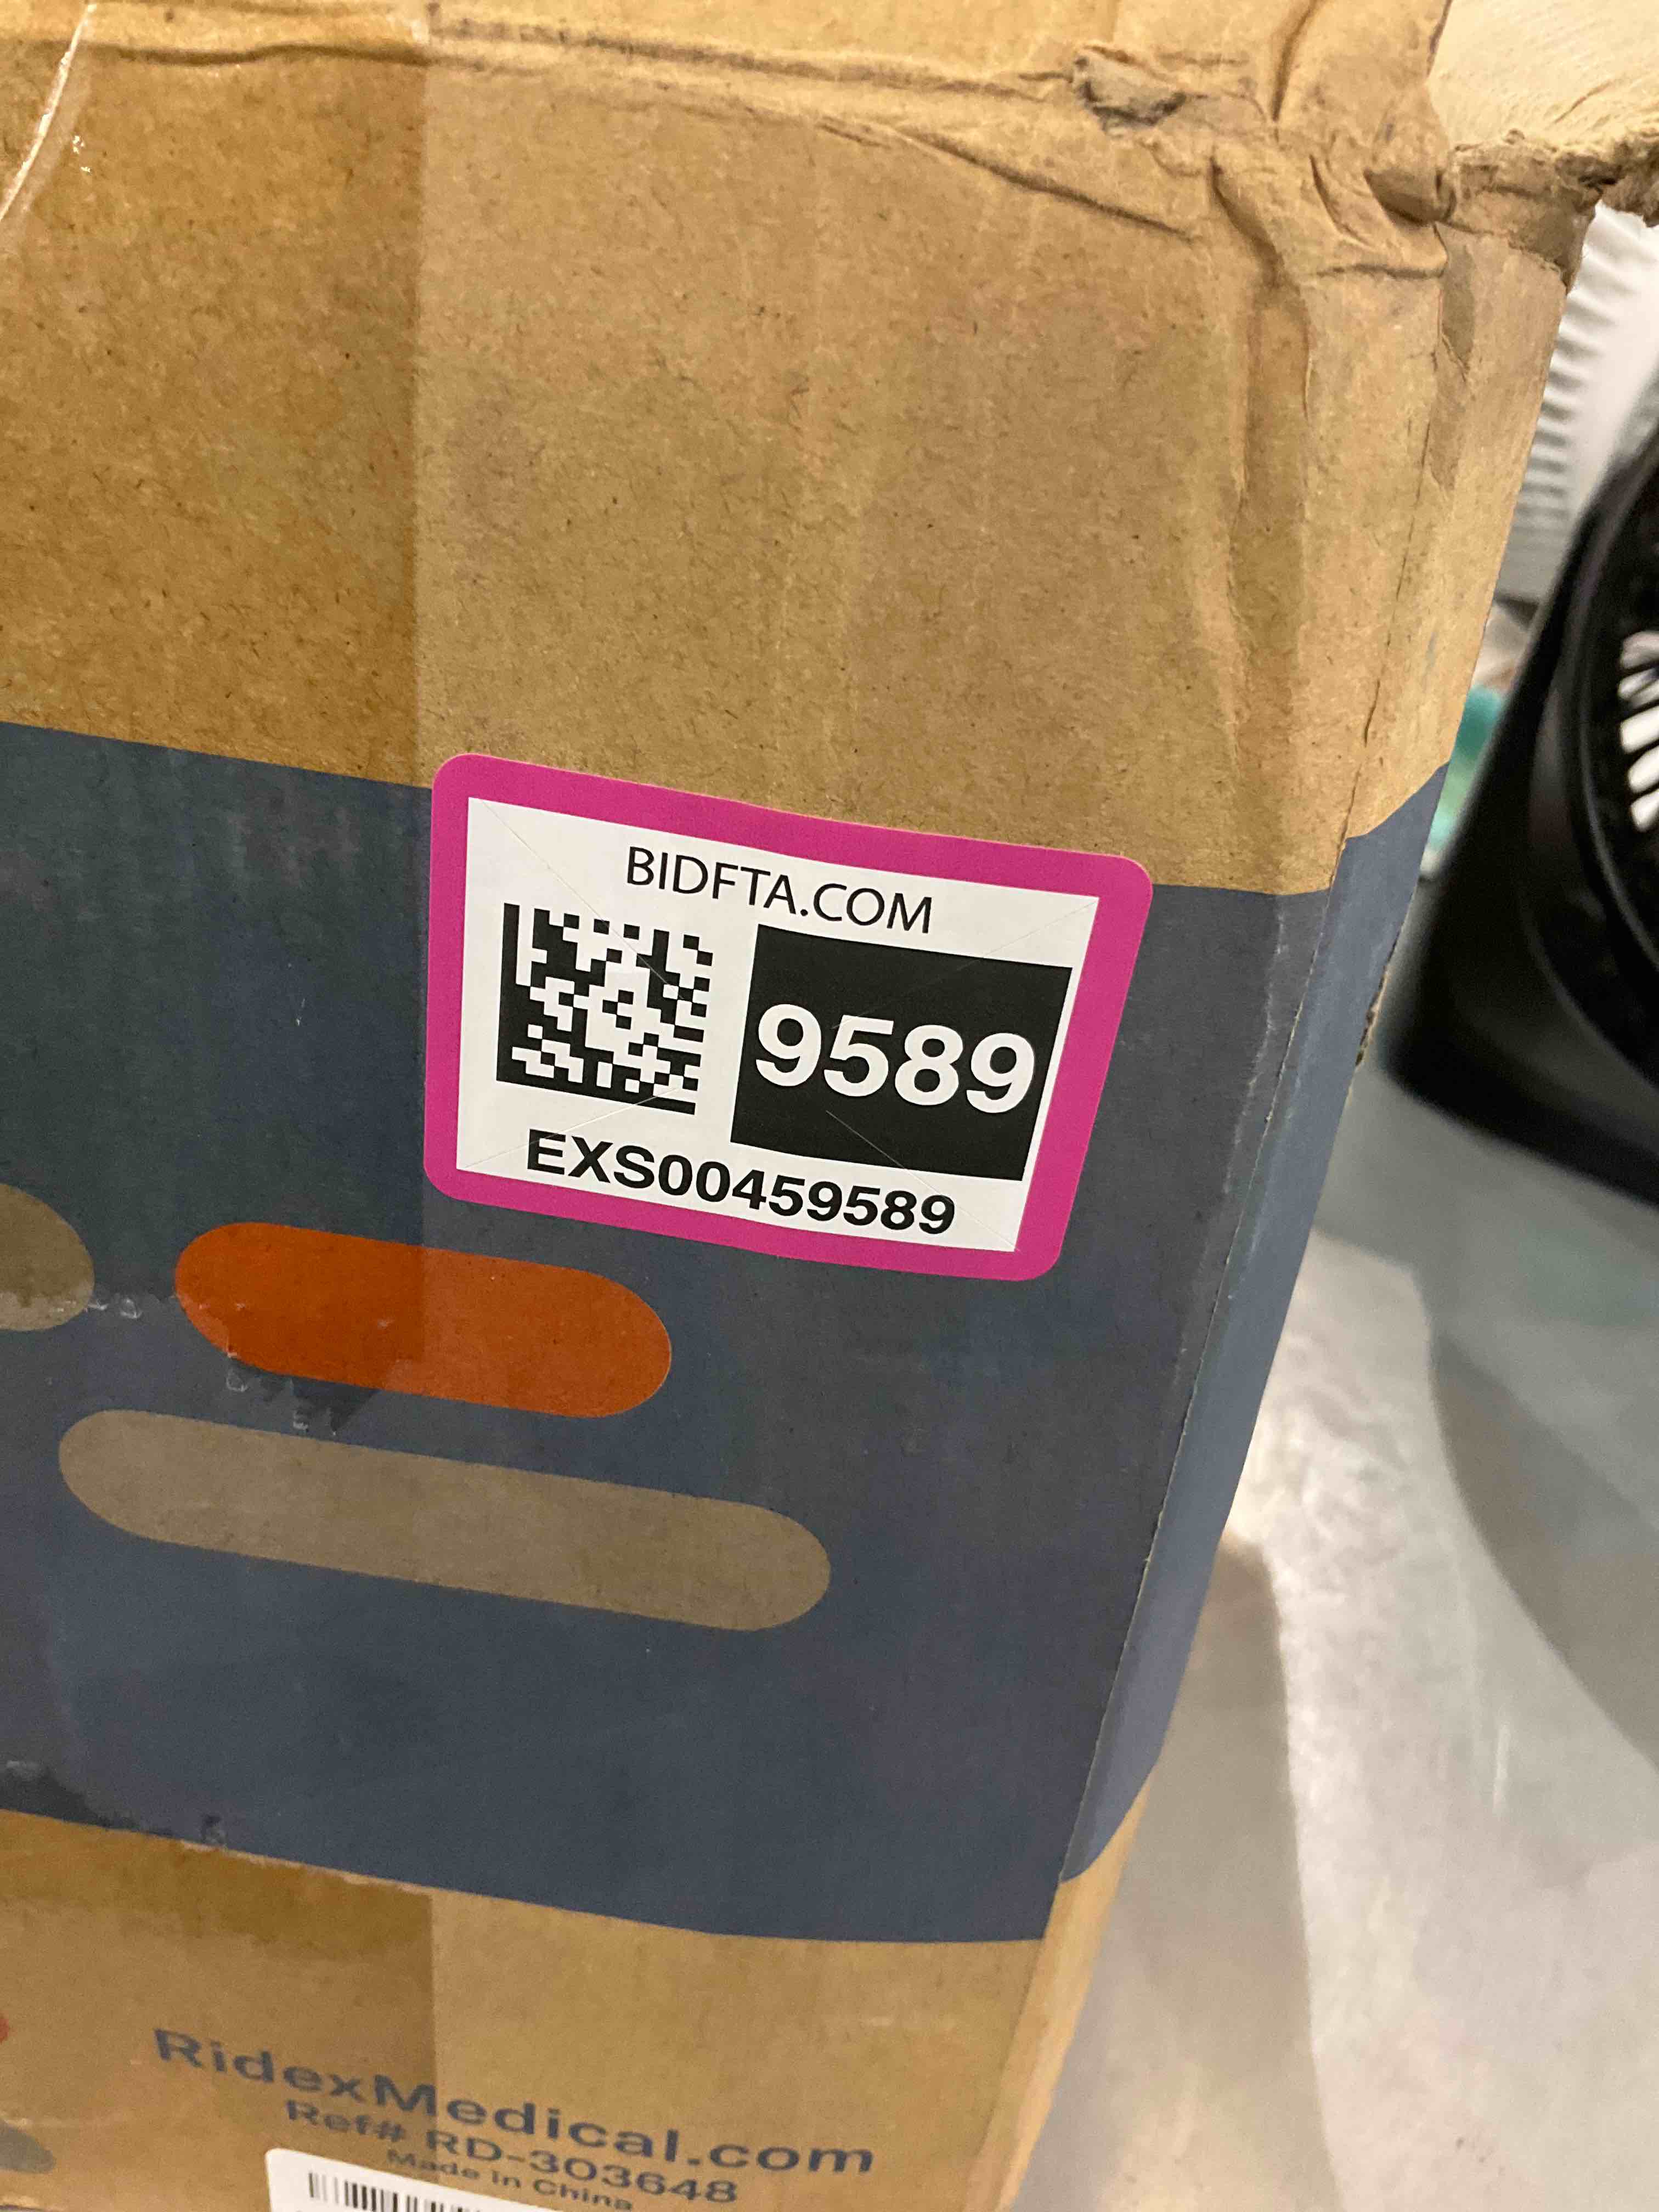 BIDFTA.COM
9589
EXS00459589
RidexMedical.com
Ref# RD-303648
Made in China